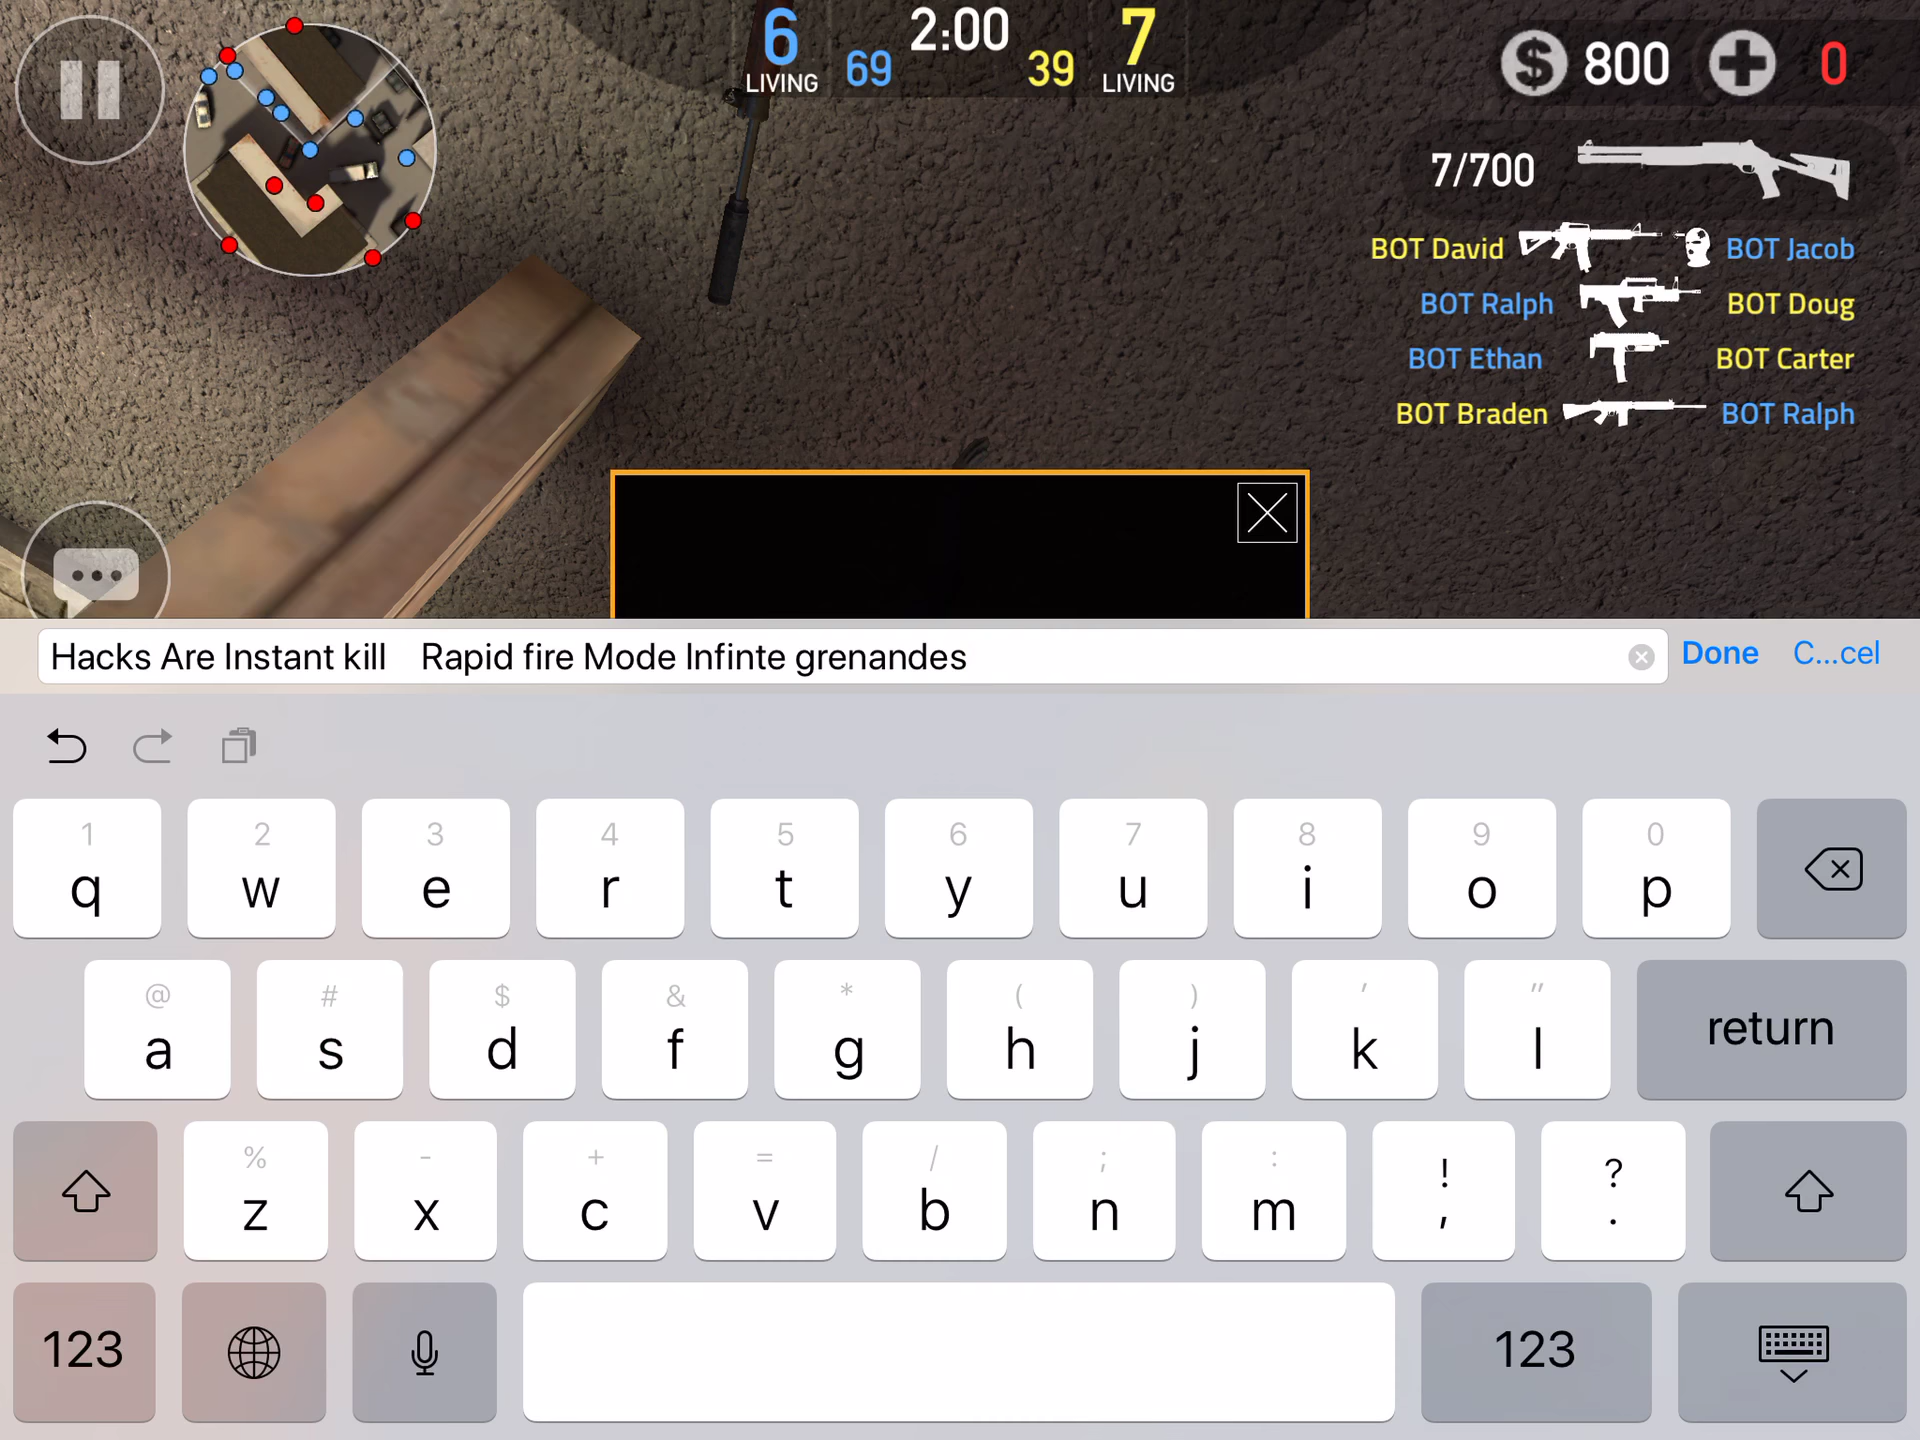 6 2:00 7
LIVING 69 39 LIVING
$ 800 0
7/700
BOT David BOT Jacob
BOT Ralph BOT Doug
BOT Ethan BOT Carter
BOT Braden BOT Ralph
Hacks Are Instant kill Rapid fire Mode Infinte grenandes Done C...cel
1 2 3 4 5 6 7 8 9 0
q w e r t y u i o p
@ # $ & * ( ) ' "
a s d f g h j k l return
% - + = / ; : ! ?
z x c v b n m , .
123 123